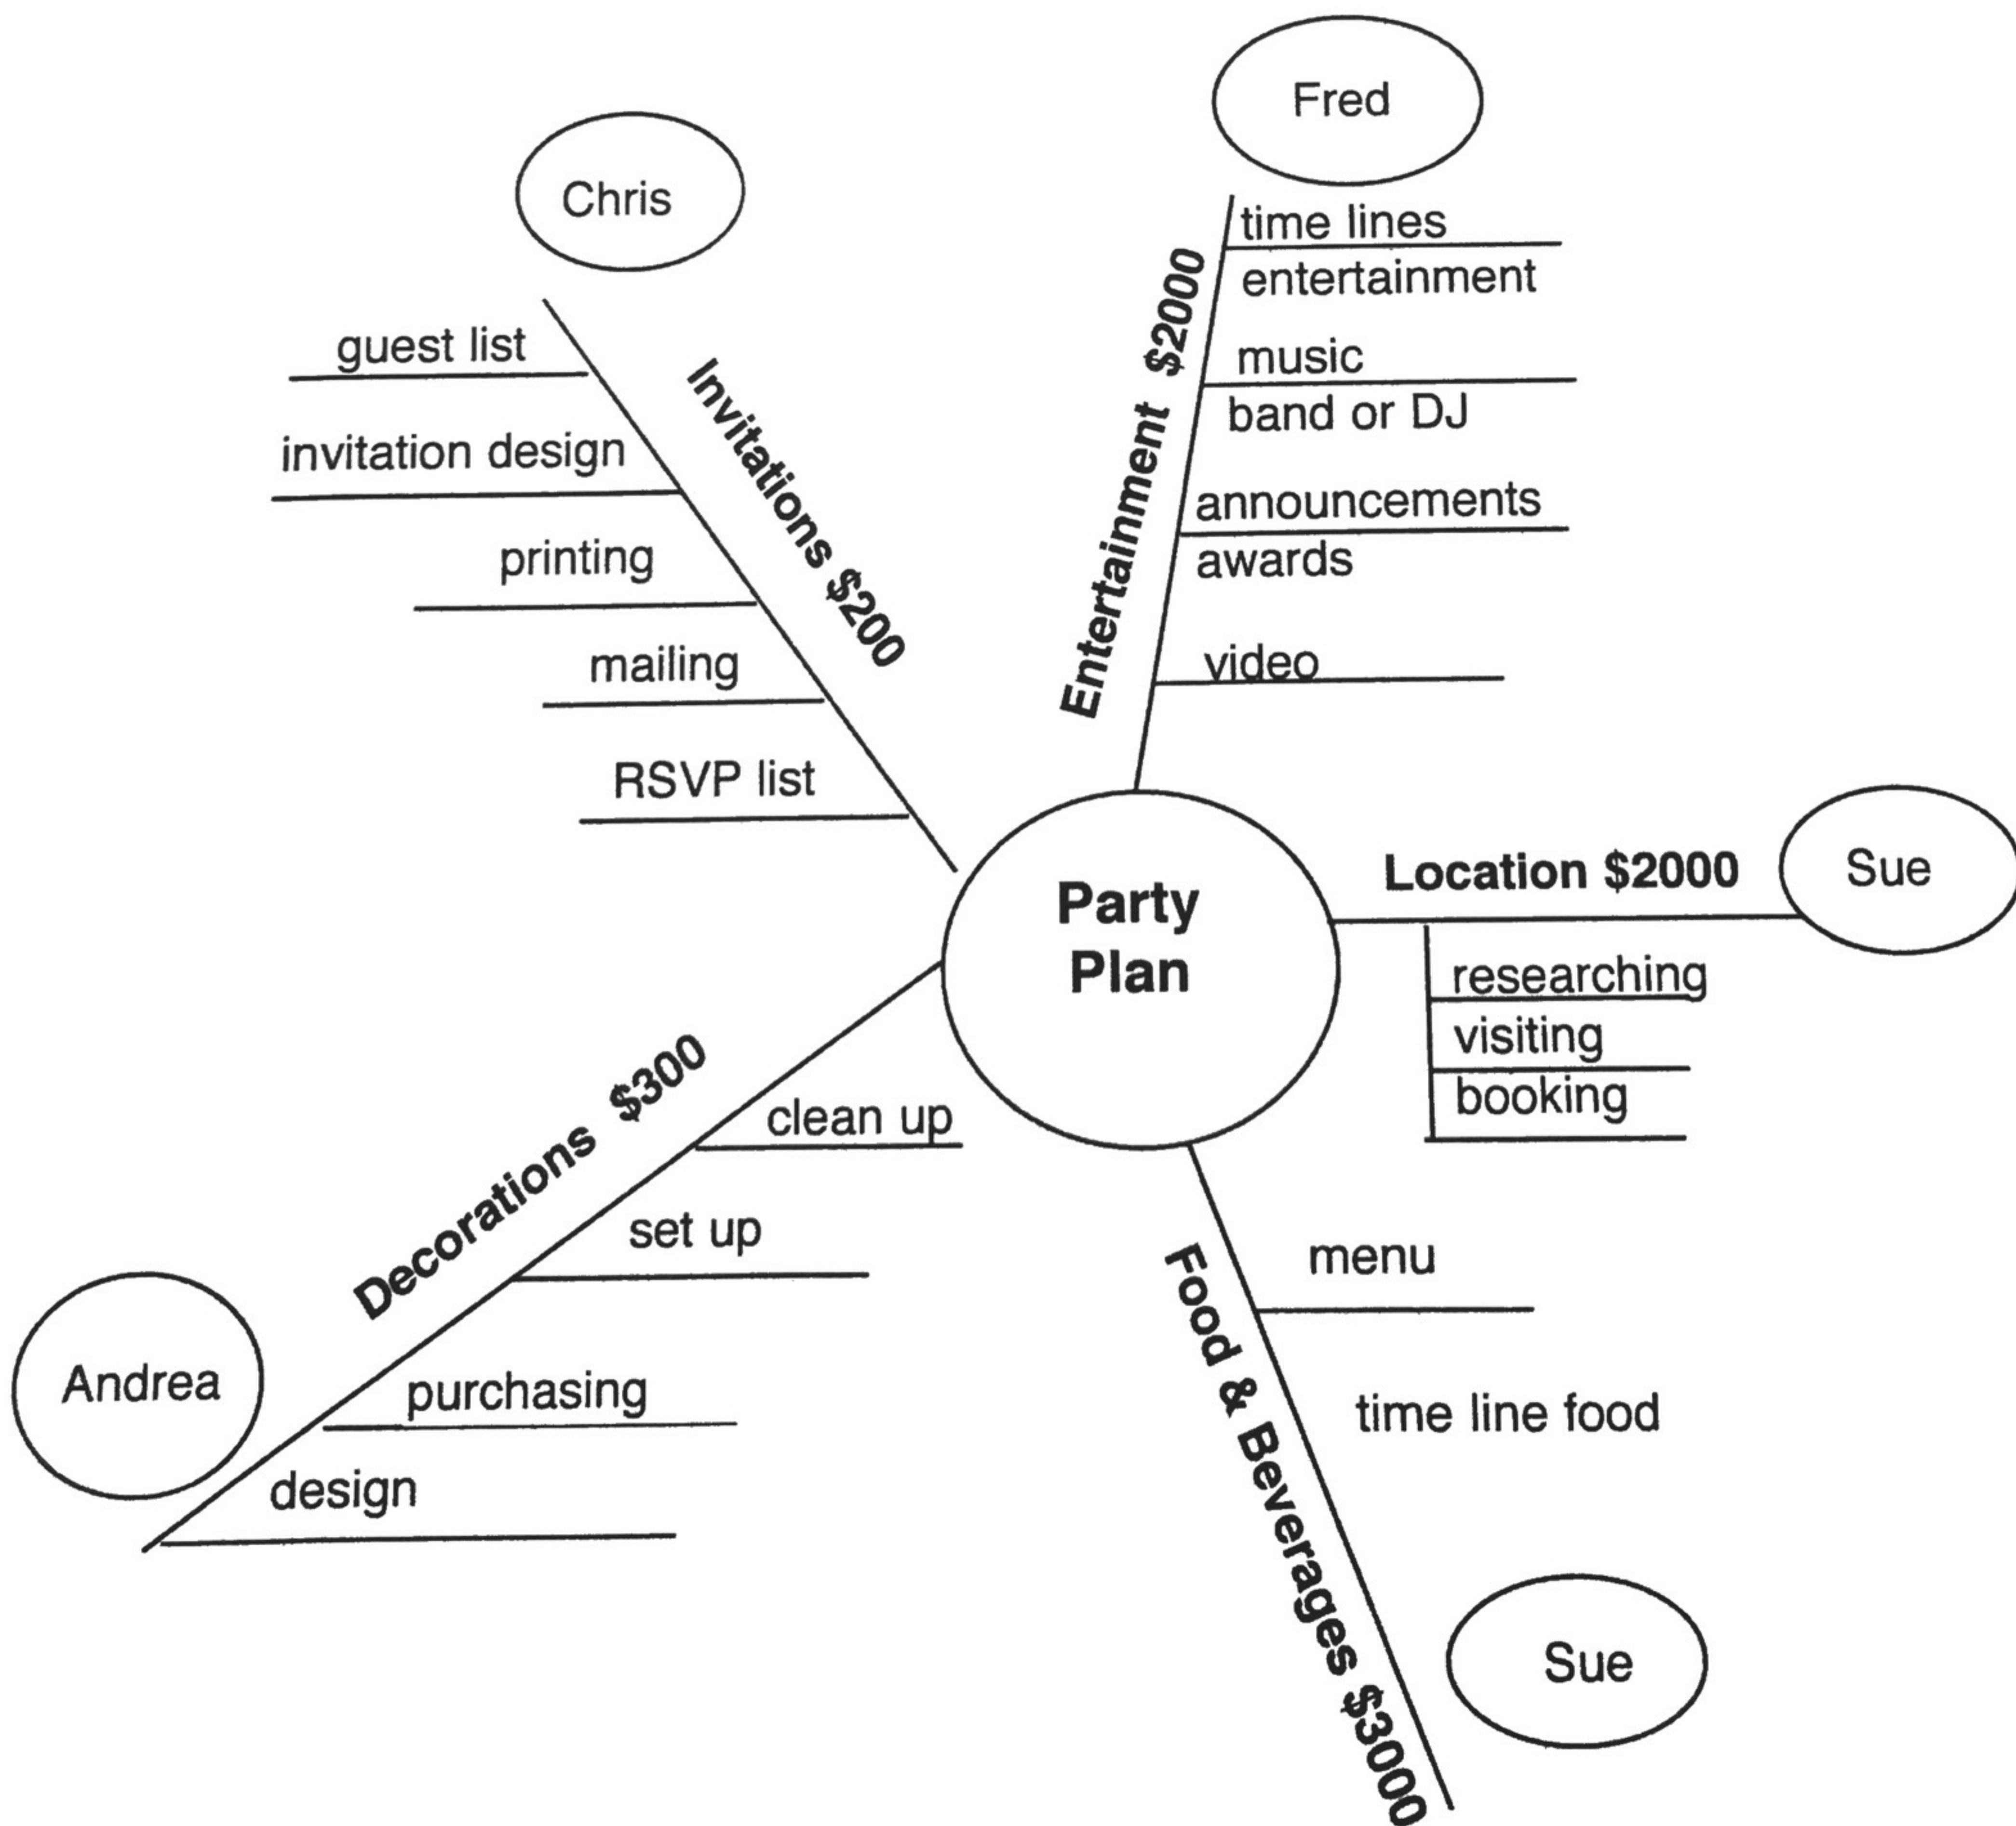 Fred
Chris
time lines
entertainment
music
band or DJ
announcements
awards
video
Entertainment $2000
guest list
invitation design
printing
mailing
RSVP list
Invitations $200
Party
Plan
Location $2000
Sue
researching
visiting
booking
Decorations $300
clean up
set up
purchasing
design
Andrea
Food & Beverages $3000
menu
time line food
Sue